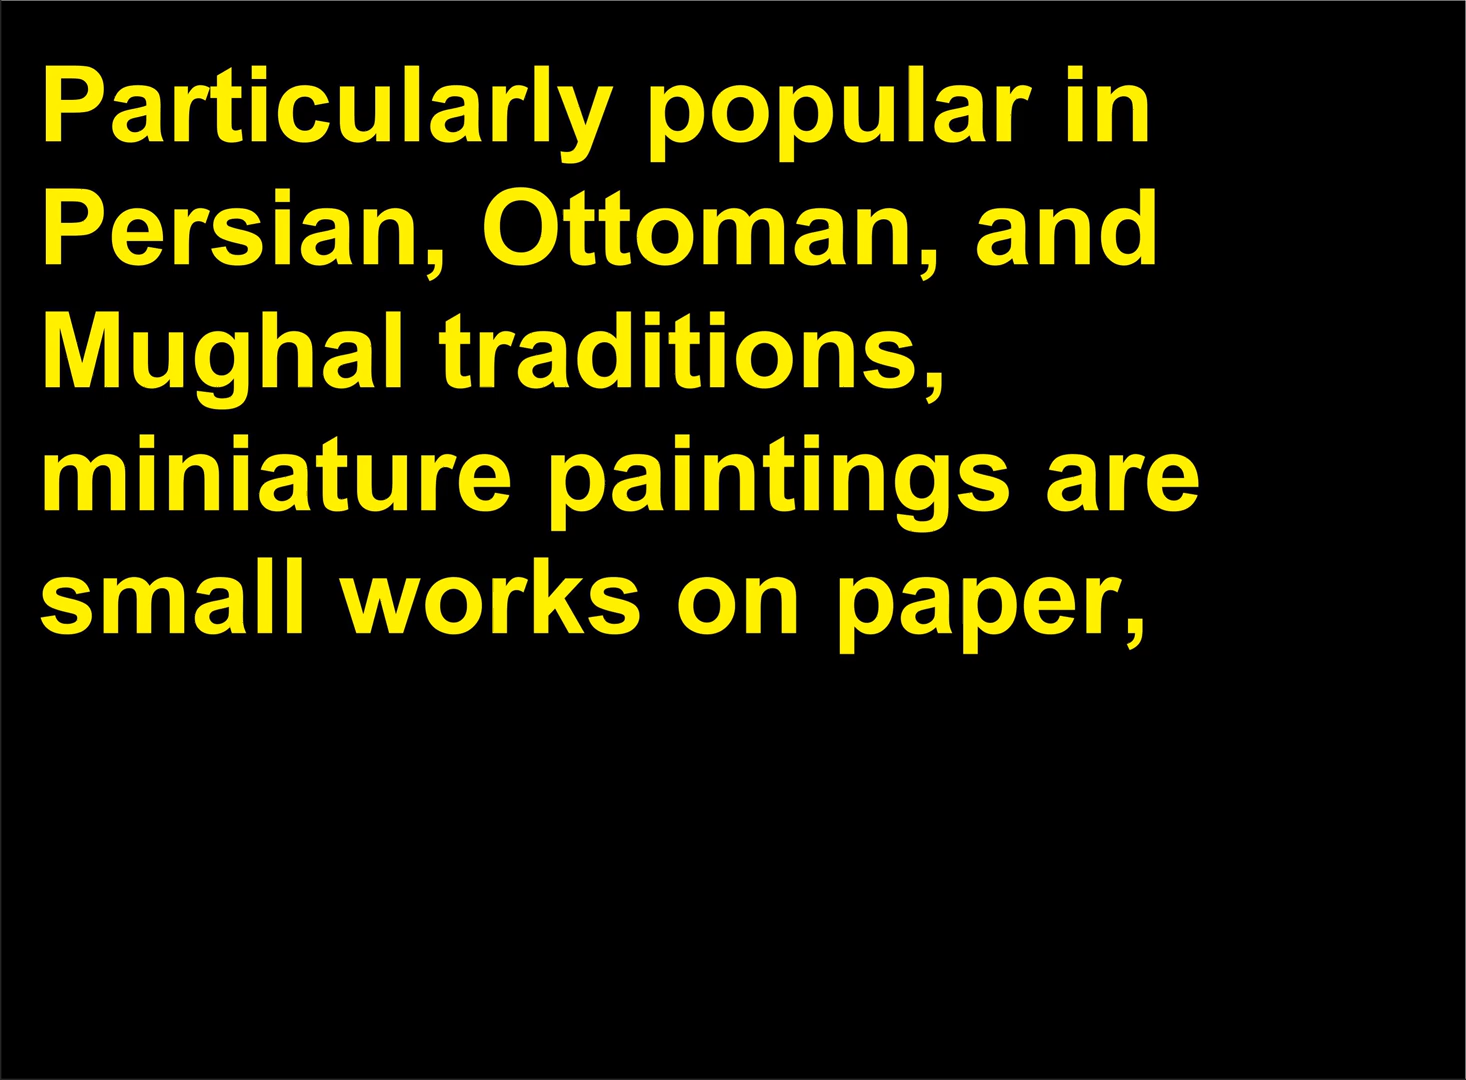 Particularly popular in
Persian, Ottoman, and
Mughal traditions,
miniature paintings are
small works on paper,